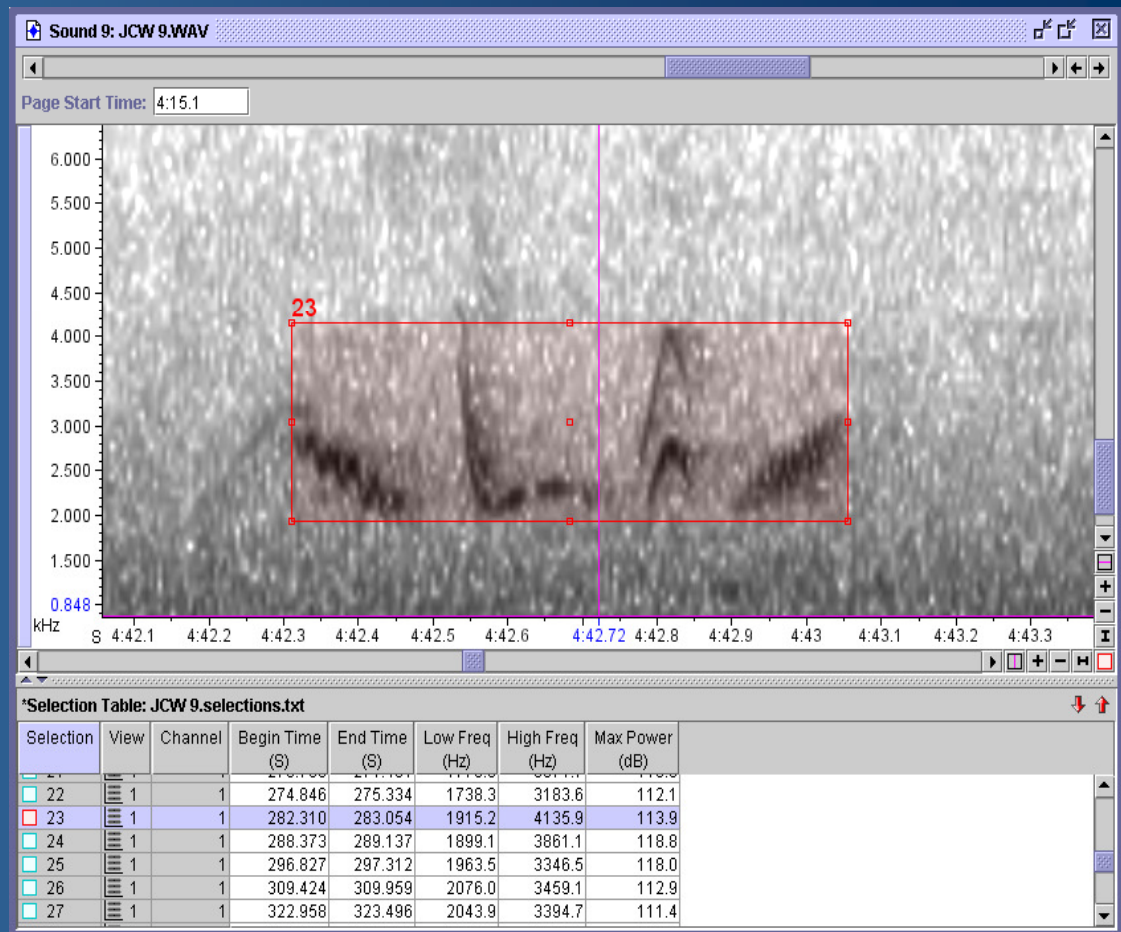 Sound 9: JCW 9.WAV
Page Start Time: 4:15.1
6.000
5.500
5.000
4.500
23
4.000
3.500
3.000
2.500
2.000
1.500
0.848
kHz
S 4:42.1 4:42.2 4:42.3 4:42.4 4:42.5 4:42.6 4:42.72 4:42.8 4:42.9 4:43 4:43.1 4:43.2 4:43.3
*Selection Table: JCW 9.selections.txt
Selection View Channel Begin Time (S) End Time (S) Low Freq (Hz) High Freq (Hz) Max Power (dB)
22 1 1 274.846 275.334 1738.3 3183.6 112.1
23 1 1 282.310 283.054 1915.2 4135.9 113.9
24 1 1 288.373 289.137 1899.1 3861.1 118.8
25 1 1 296.827 297.312 1963.5 3346.5 118.0
26 1 1 309.424 309.959 2076.0 3459.1 112.9
27 1 1 322.958 323.496 2043.9 3394.7 111.4